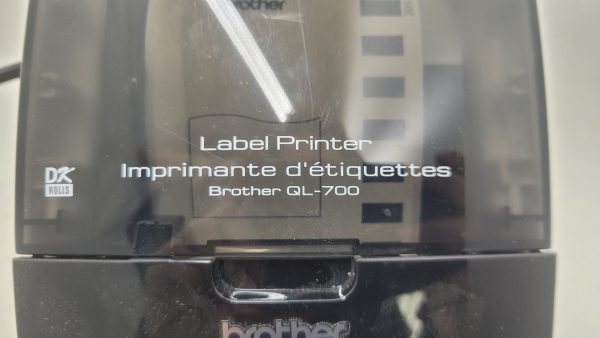 brother
Label Printer
Imprimante d'étiquettes
Brother QL-700
DK
ROLLS
brother